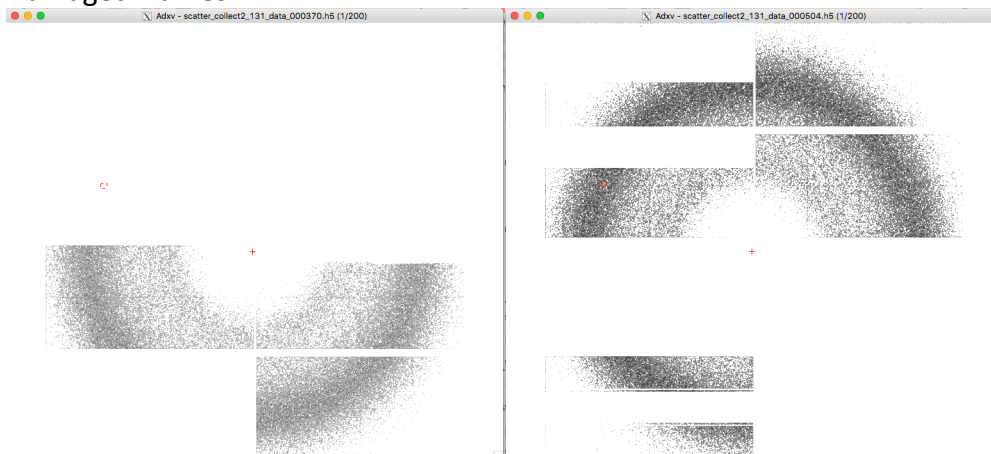 Adxv - scatter_collect2_131_data_000370.h5 (1/200)
Adxv - scatter_collect2_131_data_000504.h5 (1/200)